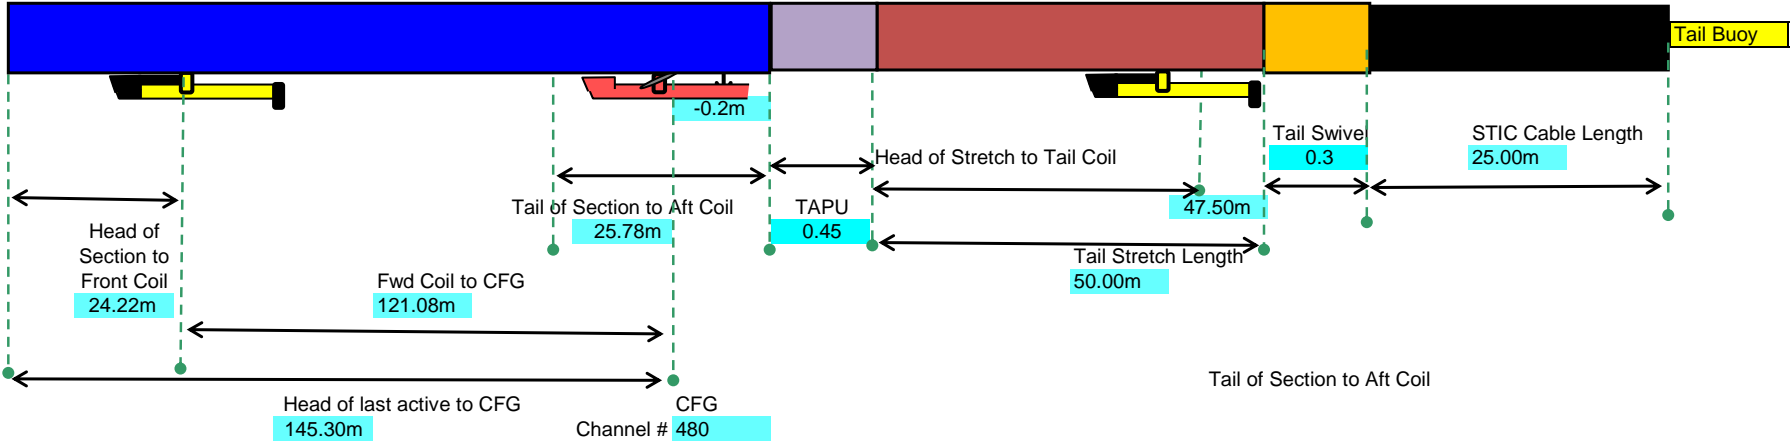 Tail Buoy
-0.2m
Tail Swive
0.3
STIC Cable Length
25.00m
Head of Stretch to Tail Coil
47.50m
Tail of Section to Aft Coil
25.78m
TAPU
0.45
Head of
Section to
Front Coil
24.22m
Fwd Coil to CFG
121.08m
Tail Stretch Length
50.00m
Tail of Section to Aft Coil
Head of last active to CFG
145.30m
CFG
Channel # 480